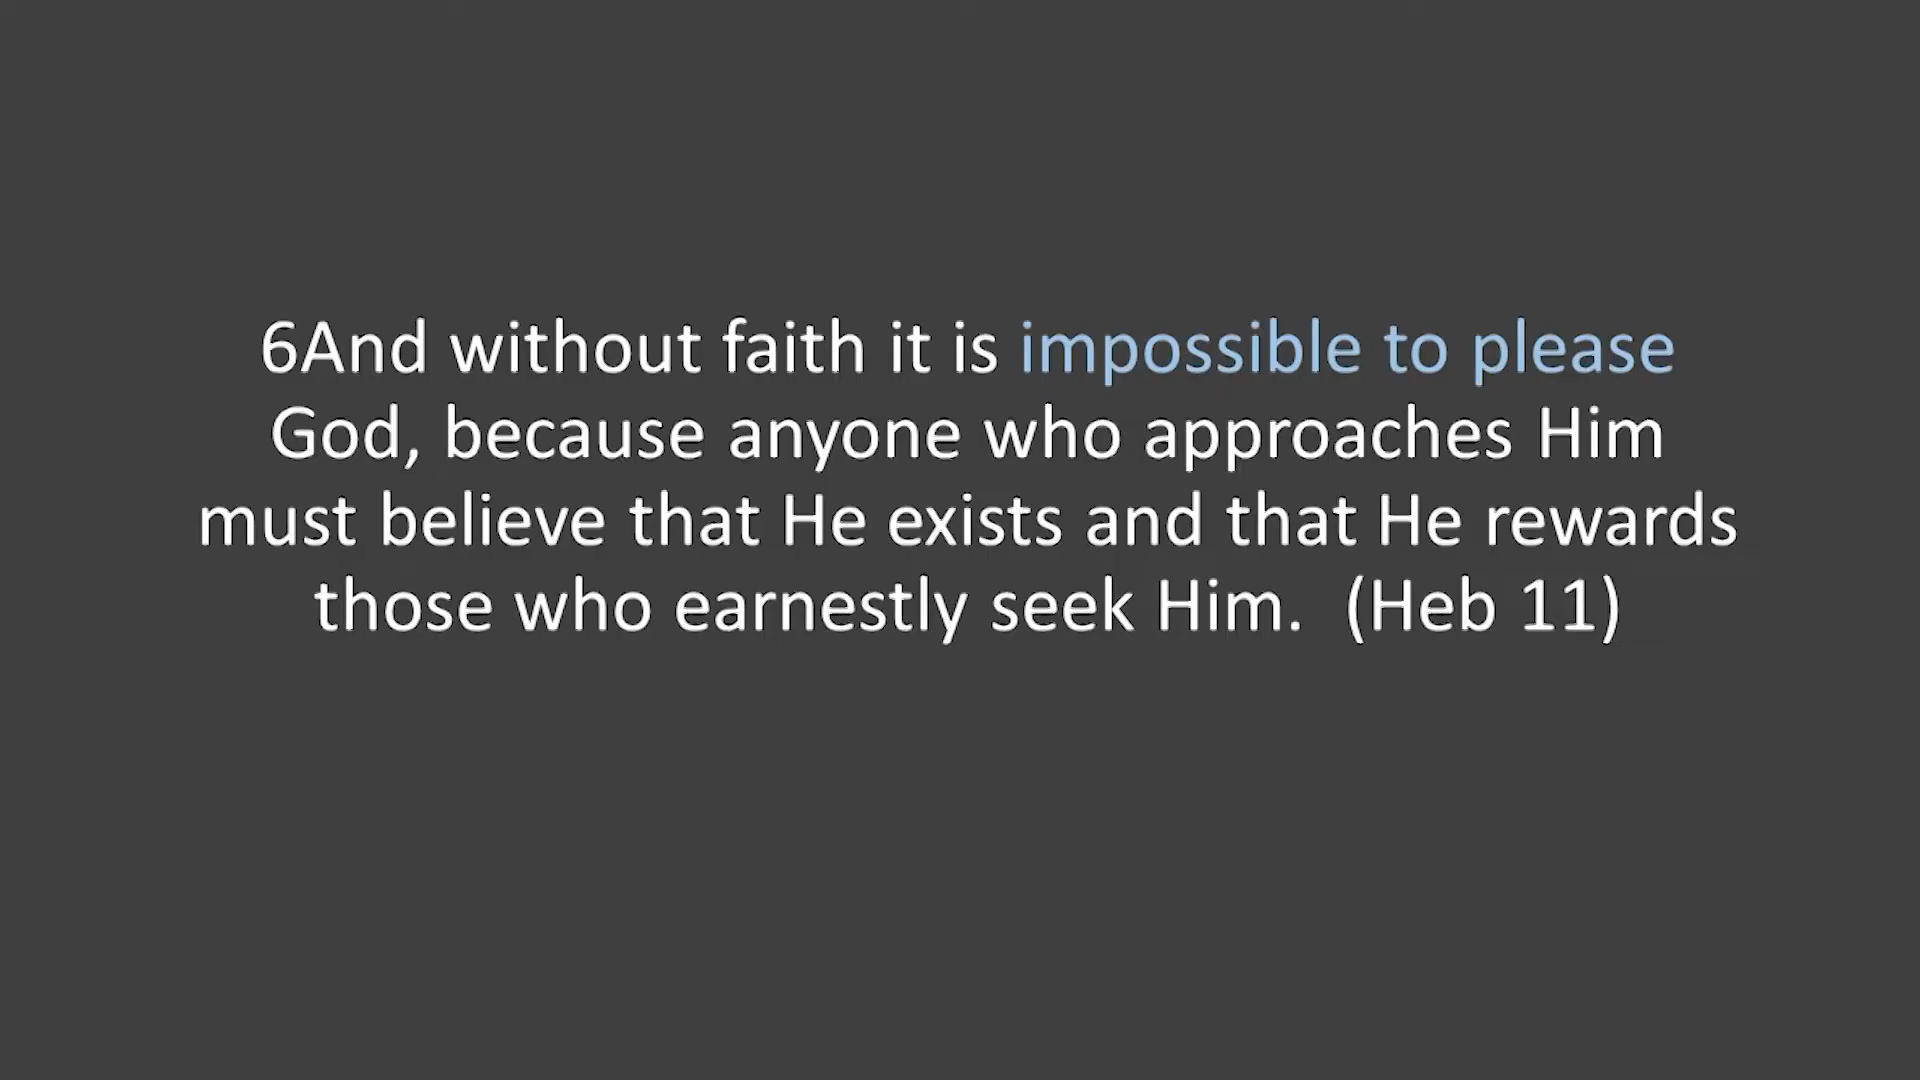 6And without faith it is impossible to please
God, because anyone who approaches Him
must believe that He exists and that He rewards
those who earnestly seek Him.  (Heb 11)